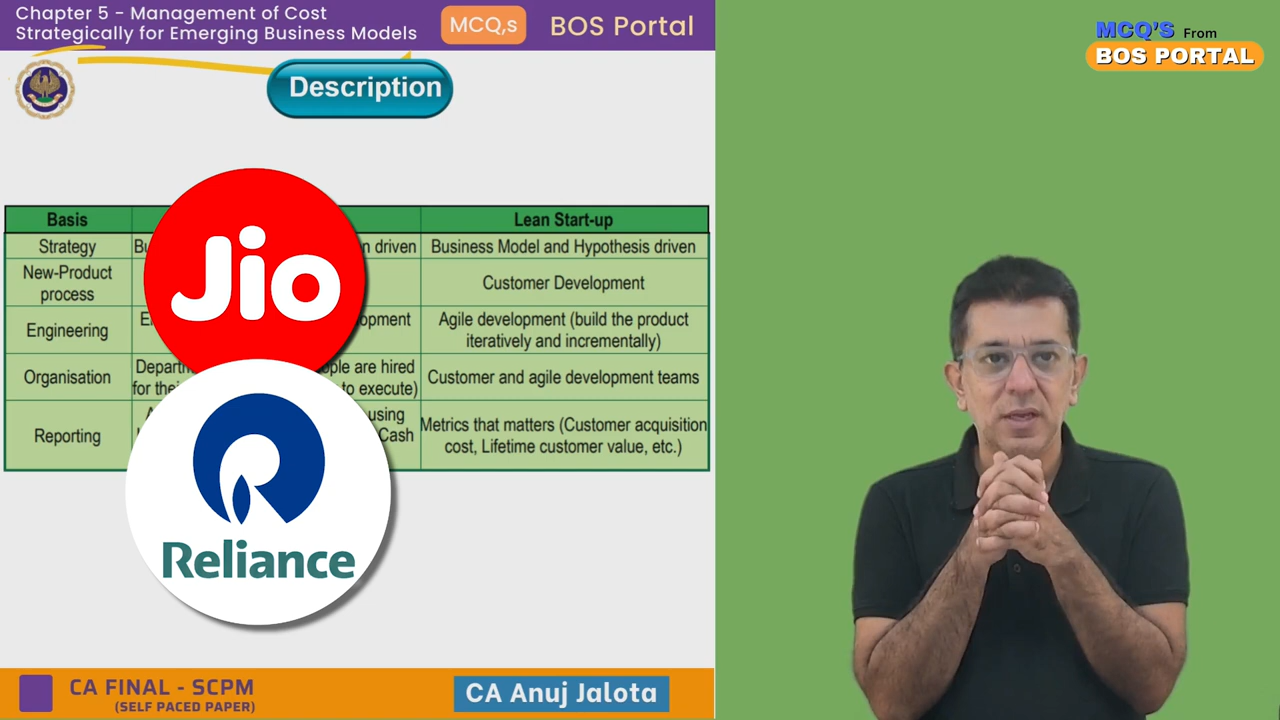 Chapter 5 - Management of Cost
Strategically for Emerging Business Models
MCQ,s
BOS Portal
MCQ'S From
BOS PORTAL
Description
Basis
Lean Start-up
Strategy
n driven
Business Model and Hypothesis driven
New-Product
process
Customer Development
Engineering
opment
Agile development (build the product
iteratively and incrementally)
Organisation
ople are hired
to execute)
Customer and agile development teams
Reporting
using
Cash
Metrics that matters (Customer acquisition
cost, Lifetime customer value, etc.)
Jio
Reliance
CA FINAL - SCPM
(SELF PACED PAPER)
CA Anuj Jalota